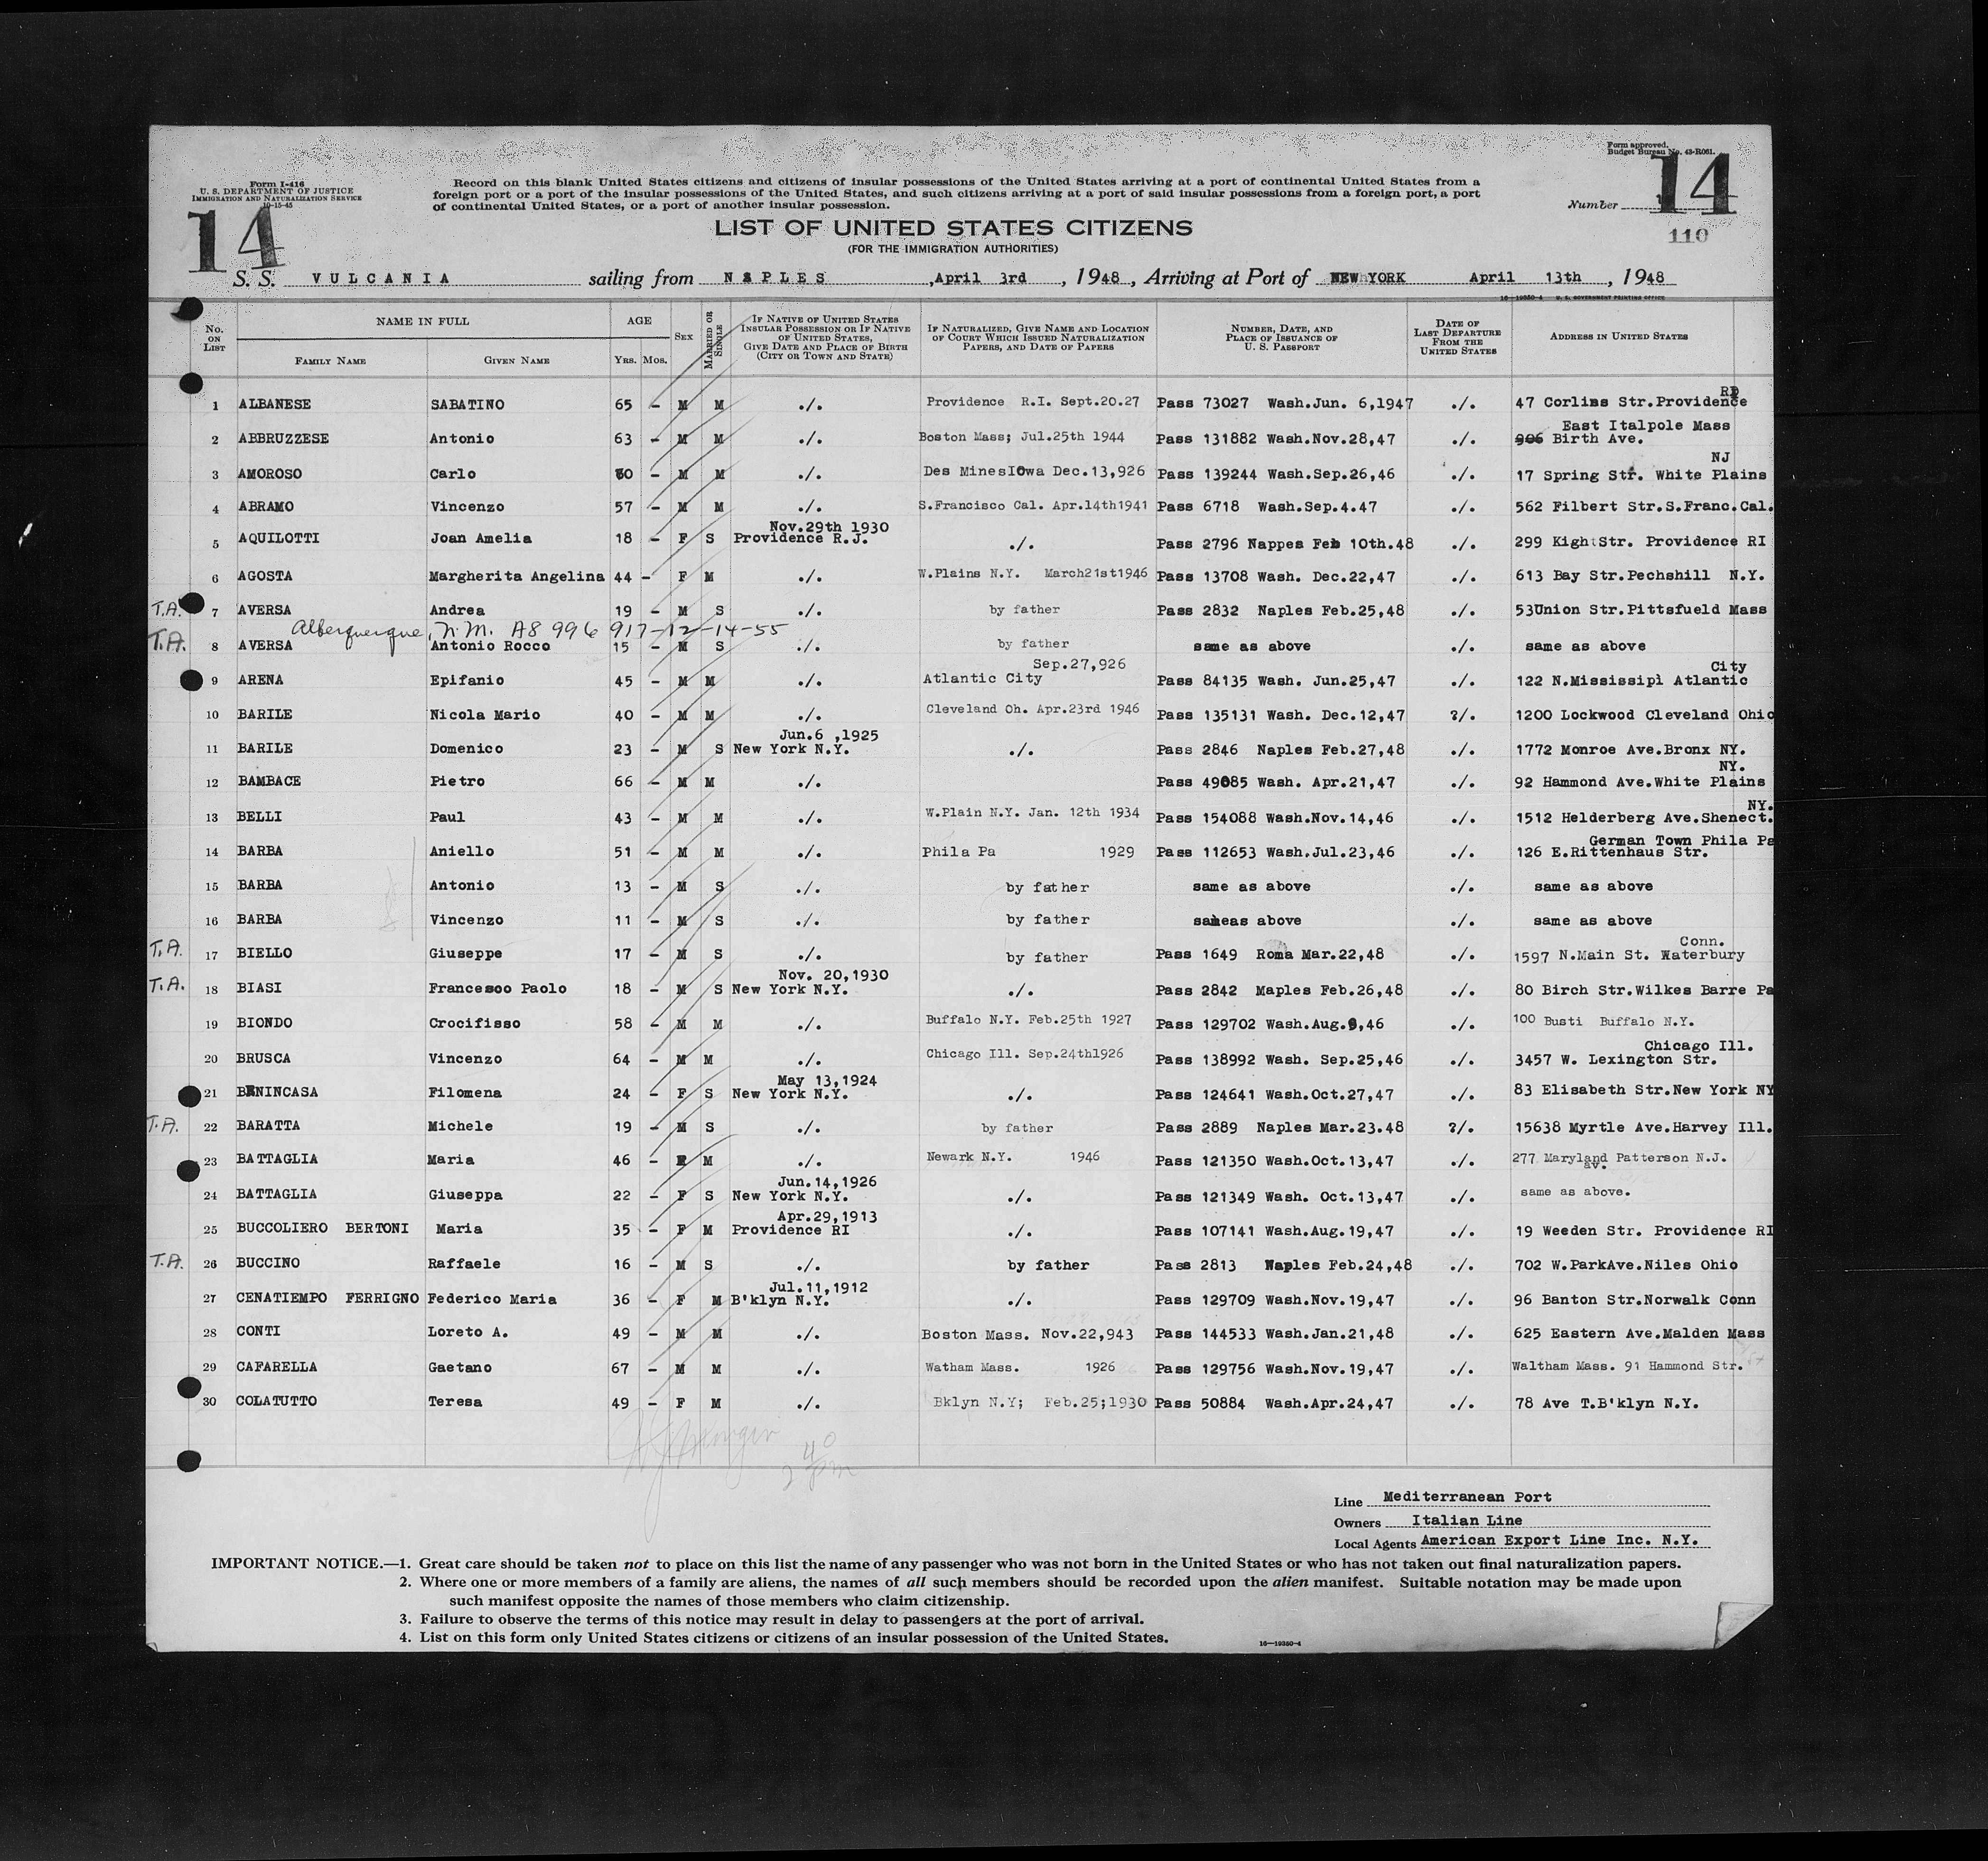 Form approved.
Budget Bureau No. 43-R061.
Form I-416
U. S. DEPARTMENT OF JUSTICE
IMMIGRATION AND NATURALIZATION SERVICE
10-15-45
Record on this blank United States citizens and citizens of insular possessions of the United States arriving at a port of continental United States from a
foreign port or a port of the insular possessions of the United States, and such citizens arriving at a port of said insular possessions from a foreign port, a port
of continental United States, or a port of another insular possession.
14
Number 14
110
LIST OF UNITED STATES CITIZENS
(FOR THE IMMIGRATION AUTHORITIES)
S. S. VULCANIA sailing from NAPLES ,April 3rd , 1948 , Arriving at Port of NEW YORK April 13th , 1948
16-19350-4 U. S. GOVERNMENT PRINTING OFFICE
No. ON LIST NAME IN FULL FAMILY NAME GIVEN NAME AGE YRS. MOS. SEX MARRIED OR SINGLE IF NATIVE OF UNITED STATES INSULAR POSSESSION OR IF NATIVE OF UNITED STATES, GIVE DATE AND PLACE OF BIRTH (CITY OR TOWN AND STATE) IF NATURALIZED, GIVE NAME AND LOCATION OF COURT WHICH ISSUED NATURALIZATION PAPERS, AND DATE OF PAPERS NUMBER, DATE, AND PLACE OF ISSUANCE OF U. S. PASSPORT DATE OF LAST DEPARTURE FROM THE UNITED STATES ADDRESS IN UNITED STATES
1 ALBANESE SABATINO 65 - M M ./. Providence R.I. Sept.20.27 Pass 73027 Wash.Jun. 6,1947 ./. 47 Corliss Str.Providence RI
2 ABBRUZZESE Antonio 63 - M M ./. Boston Mass; Jul.25th 1944 Pass 131882 Wash.Nov.28,47 ./. 906 Birth Ave. East Italpole Mass
3 AMOROSO Carlo 60 - M M ./. Des MinesIowa Dec.13,926 Pass 139244 Wash.Sep.26,46 ./. 17 Spring Str. White Plains NJ
4 ABRAMO Vincenzo 57 - M M ./. S.Francisco Cal. Apr.14th1941 Pass 6718 Wash.Sep.4.47 ./. 562 Filbert Str.S.Franc.Cal.
5 AQUILOTTI Joan Amelia 18 - F S Nov.29th 1930 Providence R.J. ./. Pass 2796 Nappes Feb 10th.48 ./. 299 Kigh Str. Providence RI
6 AGOSTA Margherita Angelina 44 - F M ./. W.Plains N.Y. March21st1946 Pass 13708 Wash. Dec.22,47 ./. 613 Bay Str.Pechshill N.Y.
T.A. 7 AVERSA Andrea 19 - M S ./. by father Pass 2832 Naples Feb.25,48 ./. 53Union Str.Pittsfueld Mass
Alberquerque, N.M. A8 996 917-12-14-55
T.A. 8 AVERSA Antonio Rocco 15 - M S ./. by father same as above ./. same as above
9 ARENA Epifanio 45 - M M ./. Atlantic City Sep.27,926 Pass 84135 Wash. Jun.25,47 ./. 122 N.Mississipi Atlantic City
10 BARILE Nicola Mario 40 - M M ./. Cleveland Oh. Apr.23rd 1946 Pass 135131 Wash. Dec.12,47 ?/. 1200 Lockwood Cleveland Ohio
11 BARILE Domenico 23 - M S Jun.6 ,1925 New York N.Y. ./. Pass 2846 Naples Feb.27,48 ./. 1772 Monroe Ave.Bronx NY.
12 BAMBACE Pietro 66 - M M ./. Pass 49085 Wash. Apr.21,47 ./. 92 Hammond Ave.White Plains NY.
13 BELLI Paul 43 - M M ./. W.Plain N.Y. Jan. 12th 1934 Pass 154088 Wash.Nov.14,46 ./. 1512 Helderberg Ave.Shenect. NY.
14 BARBA Aniello 51 - M M ./. Phila Pa 1929 Pass 112653 Wash.Jul.23,46 ./. 126 E.Rittenhaus Str. German Town Phila Pa
15 BARBA Antonio 13 - M S ./. by father same as above ./. same as above
16 BARBA Vincenzo 11 - M S ./. by father sameas above ./. same as above
T.A. 17 BIELLO Giuseppe 17 - M S ./. by father Pass 1649 Roma Mar.22,48 ./. 1597 N.Main St. Waterbury Conn.
T.A. 18 BIASI Francesoo Paolo 18 - M S Nov. 20,1930 New York N.Y. ./. Pass 2842 Maples Feb.26,48 ./. 80 Birch Str.Wilkes Barre Pa
19 BIONDO Crocifisso 58 - M M ./. Buffalo N.Y. Feb.25th 1927 Pass 129702 Wash.Aug.9,46 ./. 100 Busti Buffalo N.Y.
20 BRUSCA Vincenzo 64 - M M ./. Chicago Ill. Sep.24th1926 Pass 138992 Wash. Sep.25,46 ./. 3457 W. Lexington Str. Chicago Ill.
21 BENINCASA Filomena 24 - F S May 13,1924 New York N.Y. ./. Pass 124641 Wash.Oct.27,47 ./. 83 Elisabeth Str.New York NY
T.A. 22 BARATTA Michele 19 - M S ./. by father Pass 2889 Naples Mar.23.48 ?/. 15638 Myrtle Ave.Harvey Ill.
23 BATTAGLIA Maria 46 - F M ./. Newark N.Y. 1946 Pass 121350 Wash.Oct.13,47 ./. 277 Maryland av. Patterson N.J.
24 BATTAGLIA Giuseppa 22 - F S Jun.14,1926 New York N.Y. ./. Pass 121349 Wash. Oct.13,47 ./. same as above.
25 BUCCOLIERO BERTONI Maria 35 - F M Apr.29,1913 Providence RI ./. Pass 107141 Wash.Aug.19,47 ./. 19 Weeden Str. Providence RI
T.A. 26 BUCCINO Raffaele 16 - M S ./. by father Pass 2813 Naples Feb.24,48 ./. 702 W.ParkAve.Niles Ohio
27 CENATIEMPO FERRIGNO Federico Maria 36 - F M Jul.11,1912 B'klyn N.Y. ./. Pass 129709 Wash.Nov.19,47 ./. 96 Banton Str.Norwalk Conn
28 CONTI Loreto A. 49 - M M ./. Boston Mass. Nov.22,943 Pass 144533 Wash.Jan.21,48 ./. 625 Eastern Ave.Malden Mass
29 CAFARELLA Gaetano 67 - M M ./. Watham Mass. 1926 Pass 129756 Wash.Nov.19,47 ./. Waltham Mass. 91 Hammond Str.
30 COLATUTTO Teresa 49 - F M ./. Bklyn N.Y; Feb.25;1930 Pass 50884 Wash.Apr.24,47 ./. 78 Ave T.B'klyn N.Y.
Line Mediterranean Port
Owners Italian Line
Local Agents American Export Line Inc. N.Y.
IMPORTANT NOTICE.—1. Great care should be taken not to place on this list the name of any passenger who was not born in the United States or who has not taken out final naturalization papers.
2. Where one or more members of a family are aliens, the names of all such members should be recorded upon the alien manifest. Suitable notation may be made upon
such manifest opposite the names of those members who claim citizenship.
3. Failure to observe the terms of this notice may result in delay to passengers at the port of arrival.
4. List on this form only United States citizens or citizens of an insular possession of the United States.
16-19350-4